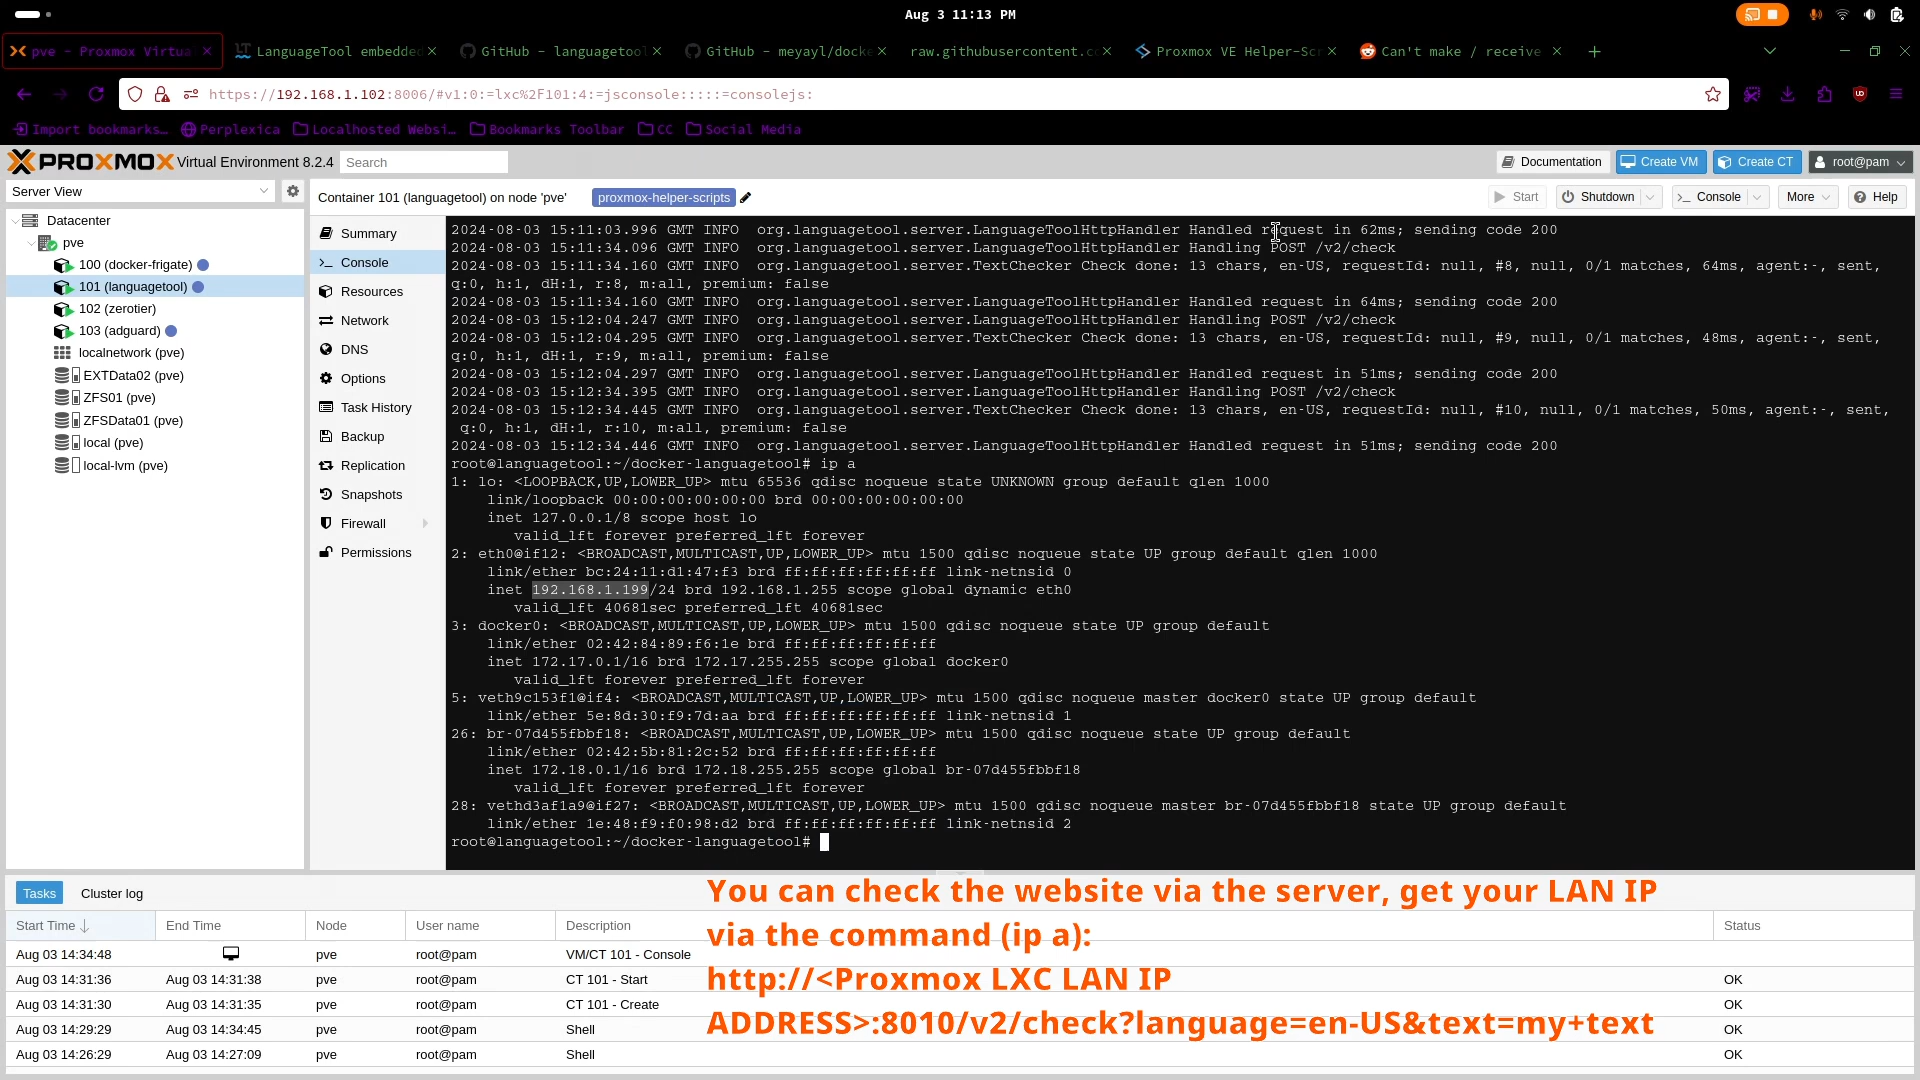 Aug 3 11:13 PM
pve - Proxmox Virtua
LanguageTool embedde
GitHub - languagetool
GitHub - meyayl/docke
raw.githubusercontent.co
Proxmox VE Helper-Scr
Can't make / receive
https://192.168.1.102:8006/#v1:0:=lxc%2F101:4:=jsconsole:::::=consolejs:
Import bookmarks…
Perplexica
Localhosted Websi…
Bookmarks Toolbar
CC
Social Media
PROXMOX Virtual Environment 8.2.4
Search
Documentation
Create VM
Create CT
root@pam
Server View
Container 101 (languagetool) on node 'pve'
proxmox-helper-scripts
Start
Shutdown
Console
More
Help
Datacenter
pve
100 (docker-frigate)
101 (languagetool)
102 (zerotier)
103 (adguard)
localnetwork (pve)
EXTData02 (pve)
ZFS01 (pve)
ZFSData01 (pve)
local (pve)
local-lvm (pve)
Summary
Console
Resources
Network
DNS
Options
Task History
Backup
Replication
Snapshots
Firewall
Permissions
2024-08-03 15:11:03.996 GMT INFO  org.languagetool.server.LanguageToolHttpHandler Handled request in 62ms; sending code 200
2024-08-03 15:11:34.096 GMT INFO  org.languagetool.server.LanguageToolHttpHandler Handling POST /v2/check
2024-08-03 15:11:34.160 GMT INFO  org.languagetool.server.TextChecker Check done: 13 chars, en-US, requestId: null, #8, null, 0/1 matches, 64ms, agent:-, sent,
q:0, h:1, dH:1, r:8, m:all, premium: false
2024-08-03 15:11:34.160 GMT INFO  org.languagetool.server.LanguageToolHttpHandler Handled request in 64ms; sending code 200
2024-08-03 15:12:04.247 GMT INFO  org.languagetool.server.LanguageToolHttpHandler Handling POST /v2/check
2024-08-03 15:12:04.295 GMT INFO  org.languagetool.server.TextChecker Check done: 13 chars, en-US, requestId: null, #9, null, 0/1 matches, 48ms, agent:-, sent,
q:0, h:1, dH:1, r:9, m:all, premium: false
2024-08-03 15:12:04.297 GMT INFO  org.languagetool.server.LanguageToolHttpHandler Handled request in 51ms; sending code 200
2024-08-03 15:12:34.395 GMT INFO  org.languagetool.server.LanguageToolHttpHandler Handling POST /v2/check
2024-08-03 15:12:34.445 GMT INFO  org.languagetool.server.TextChecker Check done: 13 chars, en-US, requestId: null, #10, null, 0/1 matches, 50ms, agent:-, sent,
q:0, h:1, dH:1, r:10, m:all, premium: false
2024-08-03 15:12:34.446 GMT INFO  org.languagetool.server.LanguageToolHttpHandler Handled request in 51ms; sending code 200
root@languagetool:~/docker-languagetool# ip a
1: lo: <LOOPBACK,UP,LOWER_UP> mtu 65536 qdisc noqueue state UNKNOWN group default qlen 1000
link/loopback 00:00:00:00:00:00 brd 00:00:00:00:00:00
inet 127.0.0.1/8 scope host lo
valid_lft forever preferred_lft forever
2: eth0@if12: <BROADCAST,MULTICAST,UP,LOWER_UP> mtu 1500 qdisc noqueue state UP group default qlen 1000
link/ether bc:24:11:d1:47:f3 brd ff:ff:ff:ff:ff:ff link-netnsid 0
inet 192.168.1.199/24 brd 192.168.1.255 scope global dynamic eth0
valid_lft 40681sec preferred_lft 40681sec
3: docker0: <BROADCAST,MULTICAST,UP,LOWER_UP> mtu 1500 qdisc noqueue state UP group default
link/ether 02:42:84:89:f6:1e brd ff:ff:ff:ff:ff:ff
inet 172.17.0.1/16 brd 172.17.255.255 scope global docker0
valid_lft forever preferred_lft forever
5: veth9c153f1@if4: <BROADCAST,MULTICAST,UP,LOWER_UP> mtu 1500 qdisc noqueue master docker0 state UP group default
link/ether 5e:8d:30:f9:7d:aa brd ff:ff:ff:ff:ff:ff link-netnsid 1
26: br-07d455fbbf18: <BROADCAST,MULTICAST,UP,LOWER_UP> mtu 1500 qdisc noqueue state UP group default
link/ether 02:42:5b:81:2c:52 brd ff:ff:ff:ff:ff:ff
inet 172.18.0.1/16 brd 172.18.255.255 scope global br-07d455fbbf18
valid_lft forever preferred_lft forever
28: vethd3af1a9@if27: <BROADCAST,MULTICAST,UP,LOWER_UP> mtu 1500 qdisc noqueue master br-07d455fbbf18 state UP group default
link/ether 1e:48:f9:f0:98:d2 brd ff:ff:ff:ff:ff:ff link-netnsid 2
root@languagetool:~/docker-languagetool#
Tasks
Cluster log
Start Time
End Time
Node
User name
Description
Status
Aug 03 14:34:48 pve root@pam VM/CT 101 - Console
Aug 03 14:31:36 Aug 03 14:31:38 pve root@pam CT 101 - Start OK
Aug 03 14:31:30 Aug 03 14:31:35 pve root@pam CT 101 - Create OK
Aug 03 14:29:29 Aug 03 14:34:45 pve root@pam Shell OK
Aug 03 14:26:29 Aug 03 14:27:09 pve root@pam Shell OK
You can check the website via the server, get your LAN IP
via the command (ip a):
http://<Proxmox LXC LAN IP
ADDRESS>:8010/v2/check?language=en-US&text=my+text